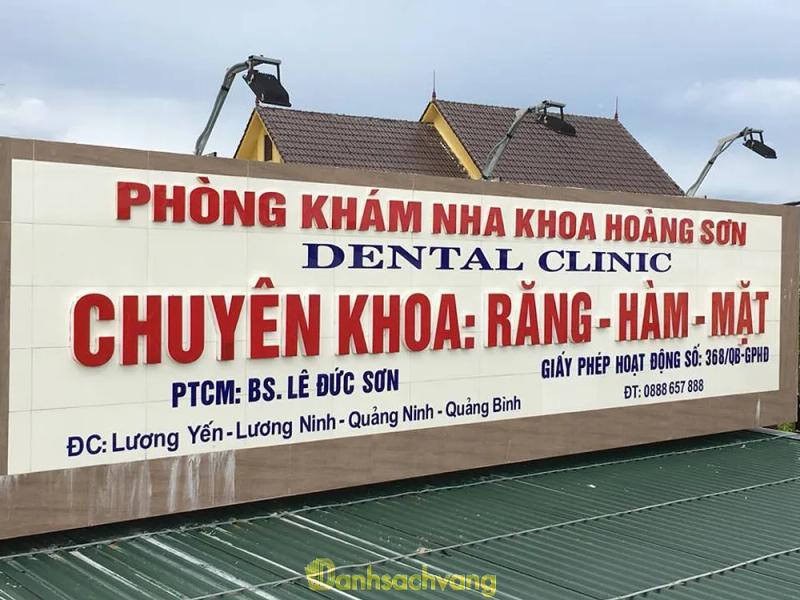 PHÒNG KHÁM NHA KHOA HOÀNG SƠN
DENTAL CLINIC
CHUYÊN KHOA: RĂNG - HÀM - MẶT
PTCM: BS. LÊ ĐỨC SƠN
GIẤY PHÉP HOẠT ĐỘNG SỐ: 368/QB-GPHĐ
ĐT: 0888 657 888
ĐC: Lương Yến - Lương Ninh - Quảng Ninh - Quảng Bình
Danhsachvang